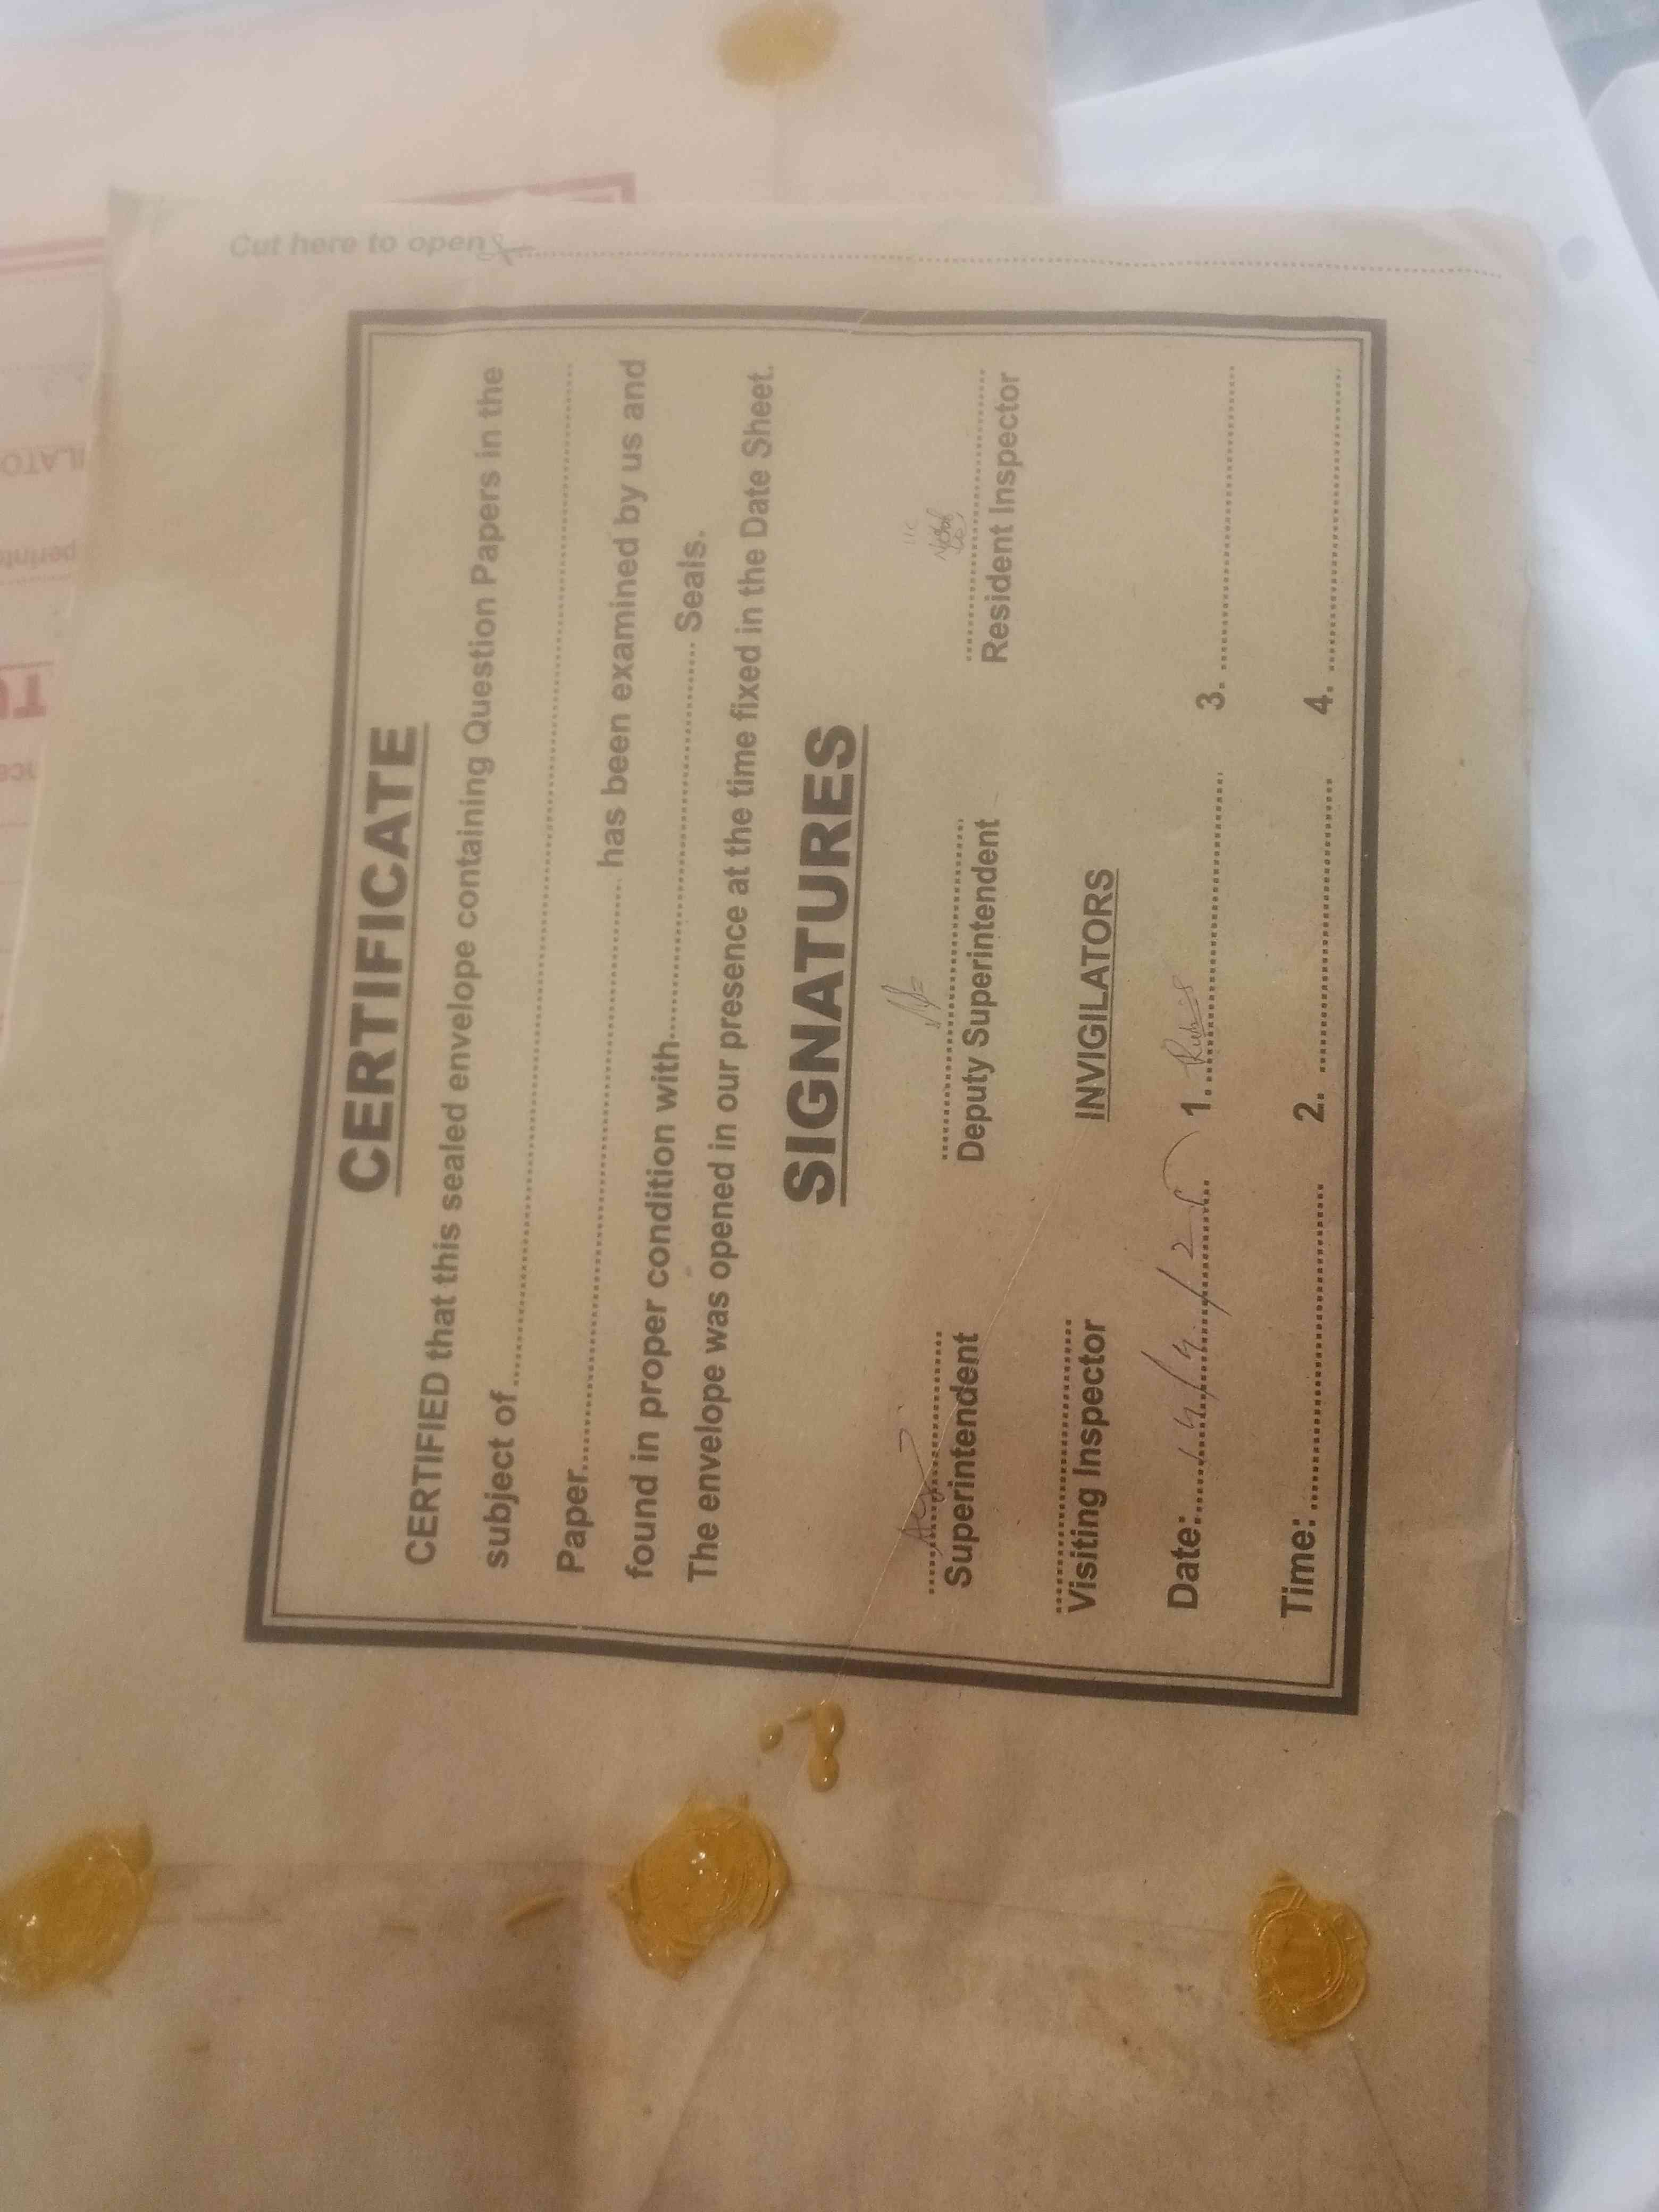 Cut here to open
CERTIFICATE
CERTIFIED that this sealed envelope containing Question Papers in the
subject of
Paper has been examined by us and
found in proper condition with Seals.
The envelope was opened in our presence at the time fixed in the Date Sheet.
SIGNATURES
Superintendent Deputy Superintendent Resident Inspector
Visiting Inspector INVIGILATORS
Date: 1. 3.
Time: 2. 4.